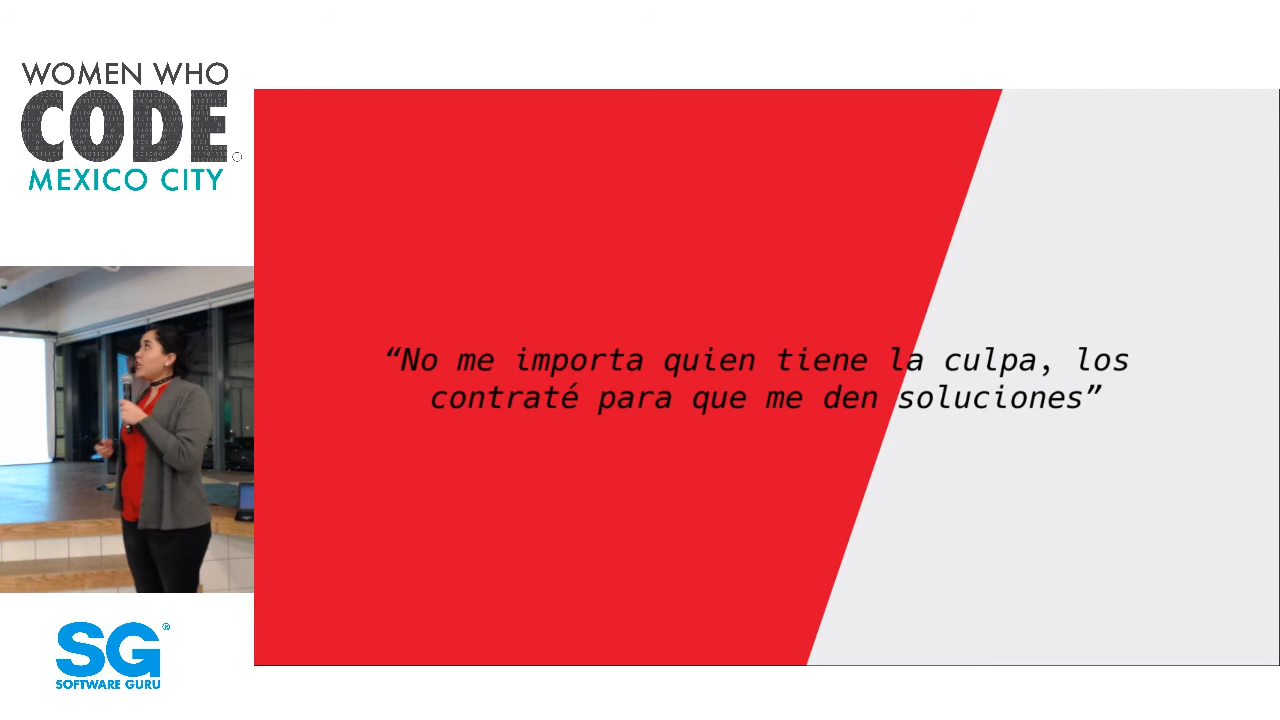 WOMEN WHO
CODE
MEXICO CITY
“No me importa quien tiene la culpa, los
contraté para que me den soluciones”
SG®
SOFTWARE GURU